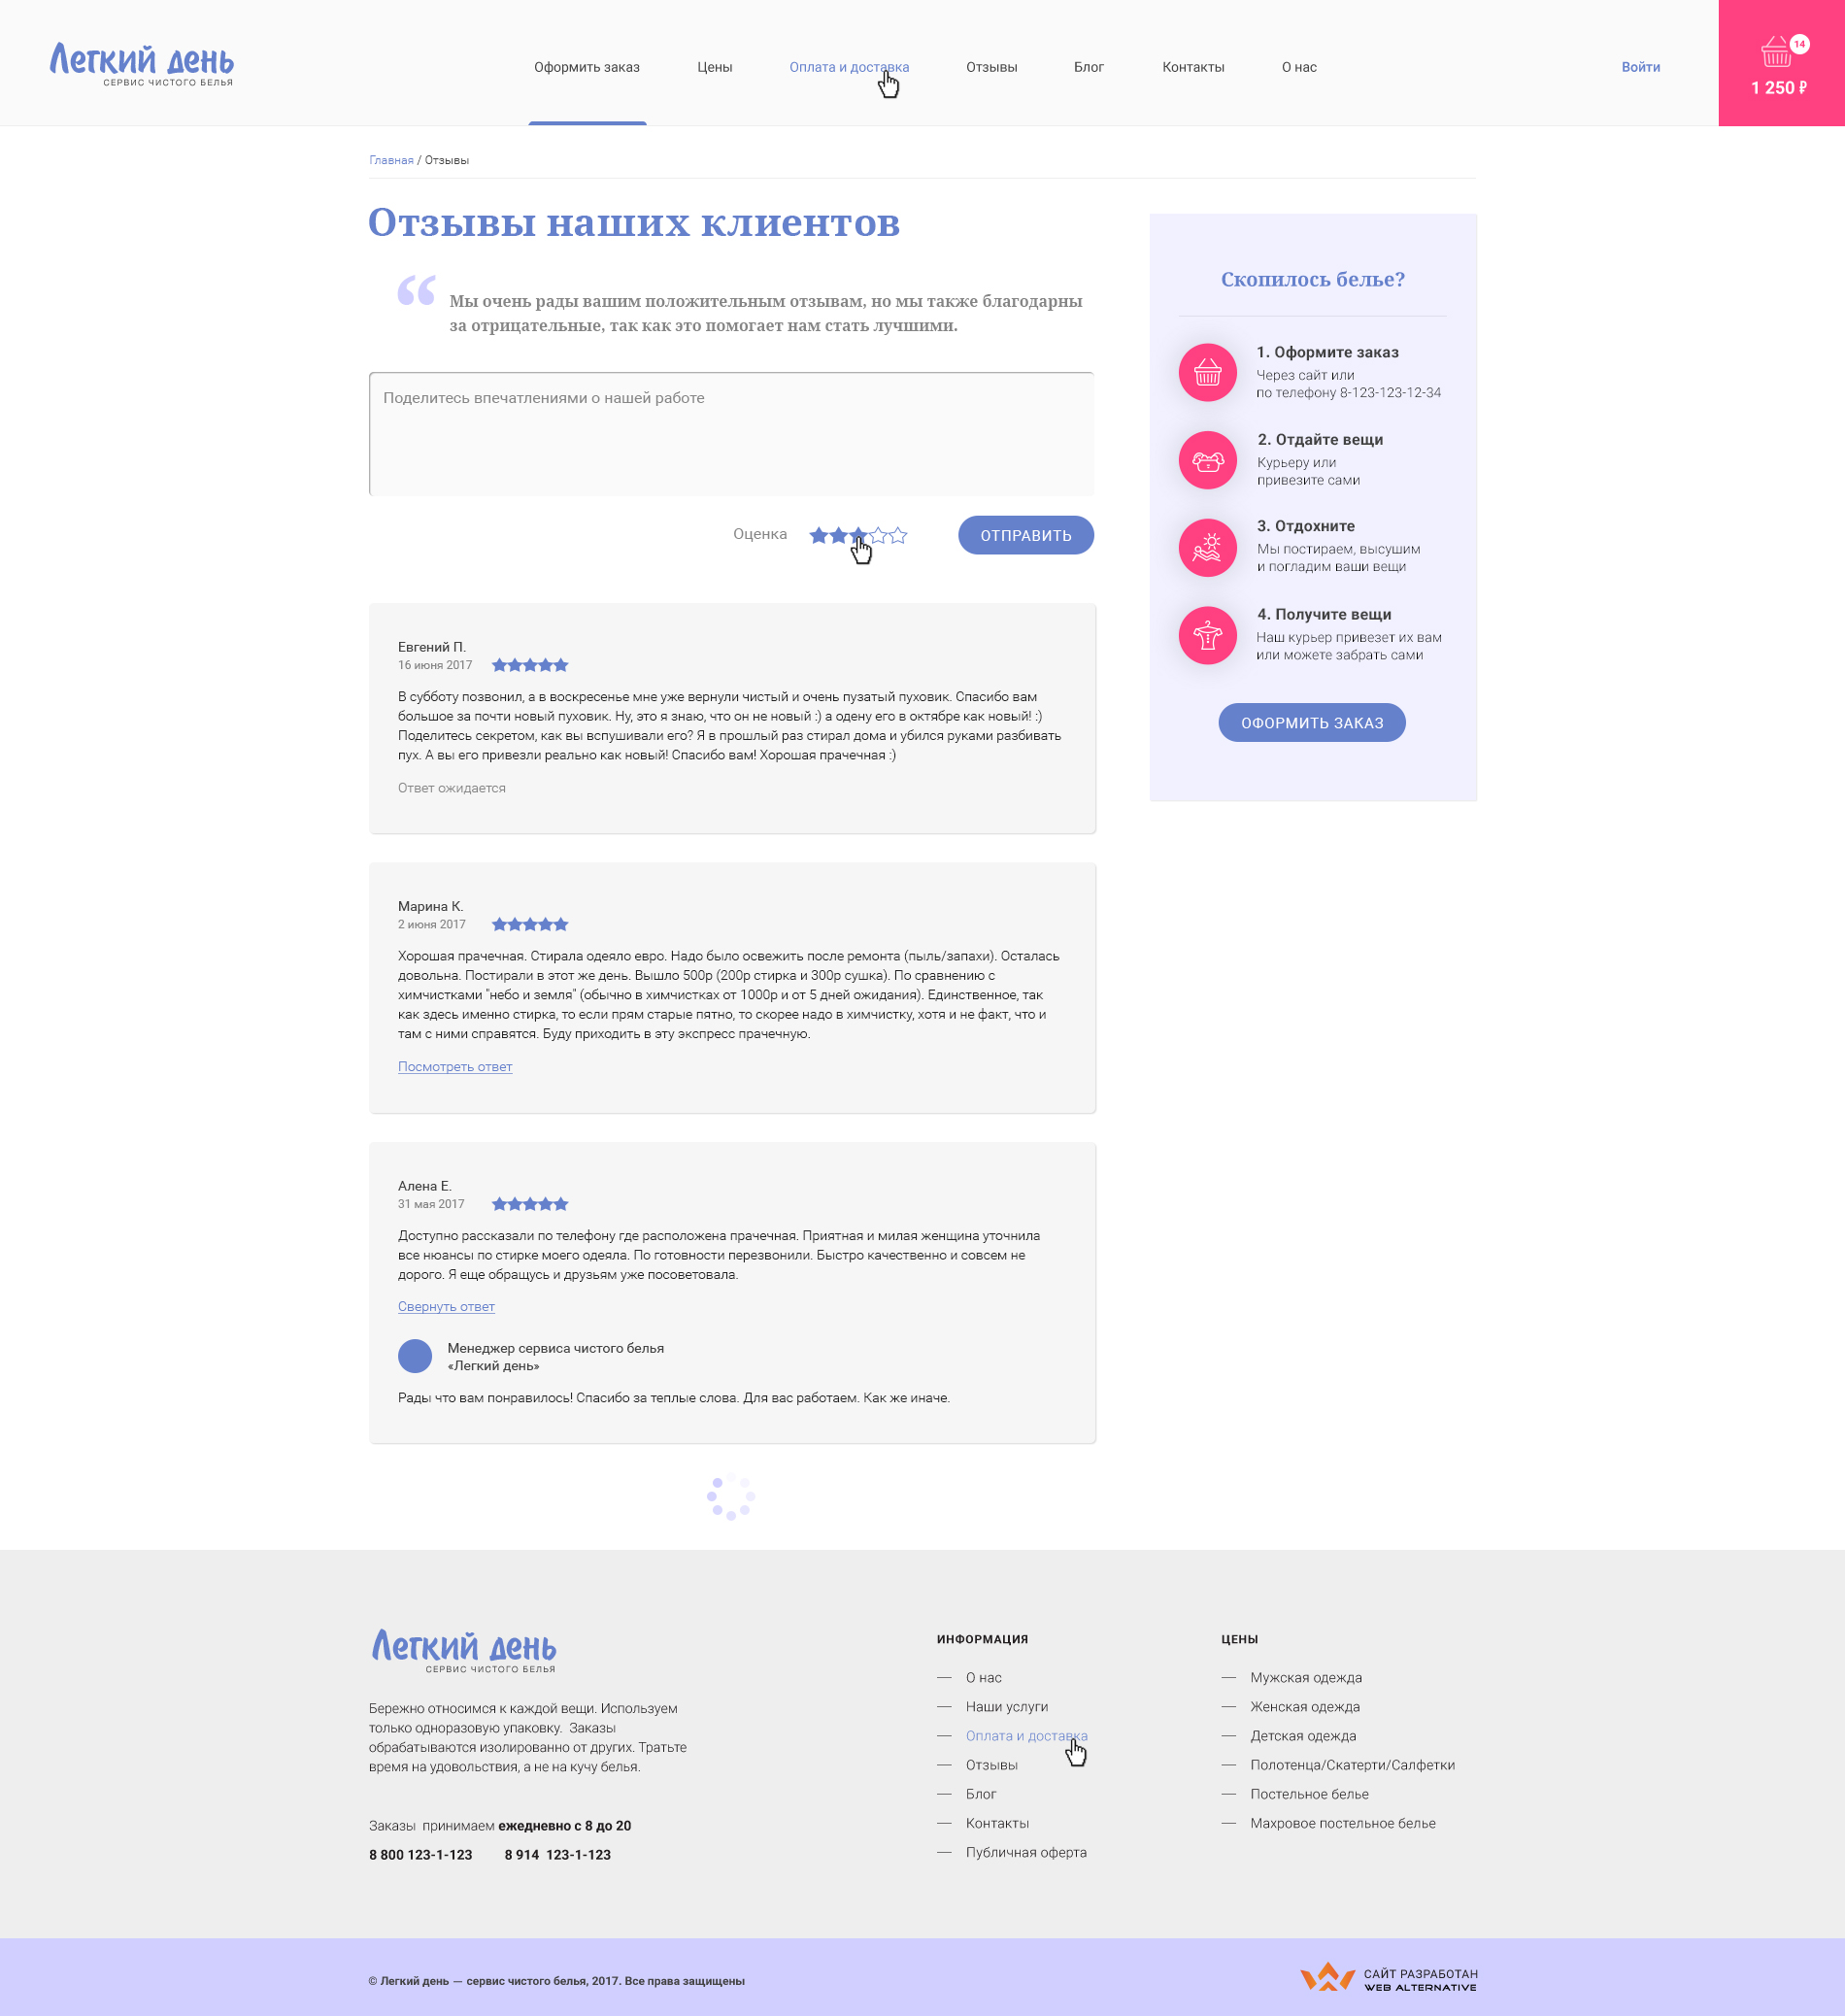 Легкий день
СЕРВИС ЧИСТОГО БЕЛЬЯ
Оформить заказ
Цены
Оплата и доставка
Отзывы
Блог
Контакты
О нас
Войти
14
1 250 ₽
Главная / Отзывы
Отзывы наших клиентов
“
Мы очень рады вашим положительным отзывам, но мы также благодарны
за отрицательные, так как это помогает нам стать лучшими.
Поделитесь впечатлениями о нашей работе
Оценка
ОТПРАВИТЬ
Евгений П.
16 июня 2017
В субботу позвонил, а в воскресенье мне уже вернули чистый и очень пузатый пуховик. Спасибо вам
большое за почти новый пуховик. Ну, это я знаю, что он не новый :) а одену его в октябре как новый! :)
Поделитесь секретом, как вы вспушивали его? Я в прошлый раз стирал дома и убился руками разбивать
пух. А вы его привезли реально как новый! Спасибо вам! Хорошая прачечная :)
Ответ ожидается
Марина К.
2 июня 2017
Хорошая прачечная. Стирала одеяло евро. Надо было освежить после ремонта (пыль/запахи). Осталась
довольна. Постирали в этот же день. Вышло 500р (200р стирка и 300р сушка). По сравнению с
химчистками "небо и земля" (обычно в химчистках от 1000р и от 5 дней ожидания). Единственное, так
как здесь именно стирка, то если прям старые пятно, то скорее надо в химчистку, хотя и не факт, что и
там с ними справятся. Буду приходить в эту экспресс прачечную.
Посмотреть ответ
Алена Е.
31 мая 2017
Доступно рассказали по телефону где расположена прачечная. Приятная и милая женщина уточнила
все нюансы по стирке моего одеяла. По готовности перезвонили. Быстро качественно и совсем не
дорого. Я еще обращусь и друзьям уже посоветовала.
Свернуть ответ
Менеджер сервиса чистого белья
«Легкий день»
Рады что вам понравилось! Спасибо за теплые слова. Для вас работаем. Как же иначе.
Скопилось белье?
1. Оформите заказ
Через сайт или
по телефону 8-123-123-12-34
2. Отдайте вещи
Курьеру или
привезите сами
3. Отдохните
Мы постираем, высушим
и погладим ваши вещи
4. Получите вещи
Наш курьер привезет их вам
или можете забрать сами
ОФОРМИТЬ ЗАКАЗ
Легкий день
СЕРВИС ЧИСТОГО БЕЛЬЯ
Бережно относимся к каждой вещи. Используем
только одноразовую упаковку. Заказы
обрабатываются изолированно от других. Тратьте
время на удовольствия, а не на кучу белья.
Заказы принимаем ежедневно с 8 до 20
8 800 123-1-123 8 914 123-1-123
ИНФОРМАЦИЯ
— О нас
— Наши услуги
— Оплата и доставка
— Отзывы
— Блог
— Контакты
— Публичная оферта
ЦЕНЫ
— Мужская одежда
— Женская одежда
— Детская одежда
— Полотенца/Скатерти/Салфетки
— Постельное белье
— Махровое постельное белье
© Легкий день — сервис чистого белья, 2017. Все права защищены
САЙТ РАЗРАБОТАН
WEB ALTERNATIVE